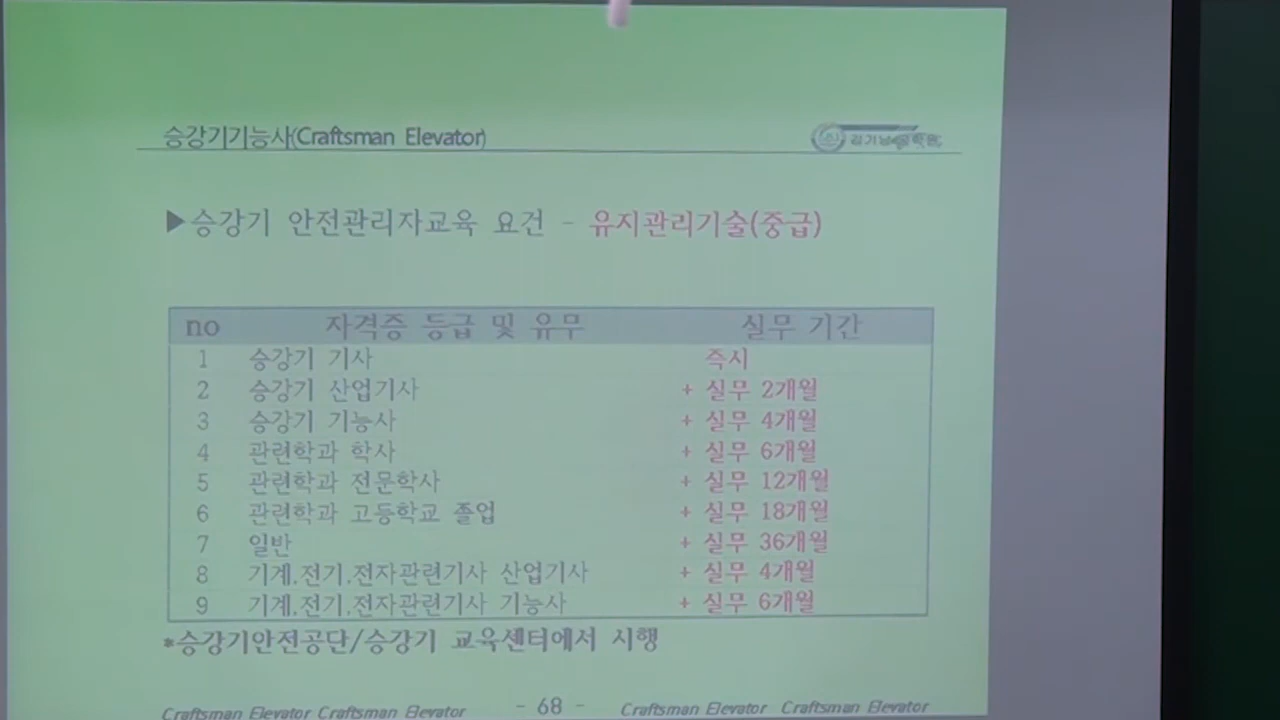 승강기기능사(Craftsman Elevator)
▶승강기 안전관리자교육 요건 - 유지관리기술(중급)
no 자격증 등급 및 유무 실무 기간
1 승강기 기사 즉시
2 승강기 산업기사 + 실무 2개월
3 승강기 기능사 + 실무 4개월
4 관련학과 학사 + 실무 6개월
5 관련학과 전문학사 + 실무 12개월
6 관련학과 고등학교 졸업 + 실무 18개월
7 일반 + 실무 36개월
8 기계.전기.전자관련기사 산업기사 + 실무 4개월
9 기계.전기.전자관련기사 기능사 + 실무 6개월
*승강기안전공단/승강기 교육센터에서 시행
Craftsman Elevator Craftsman Elevator - 68 - Craftsman Elevator Craftsman Elevator